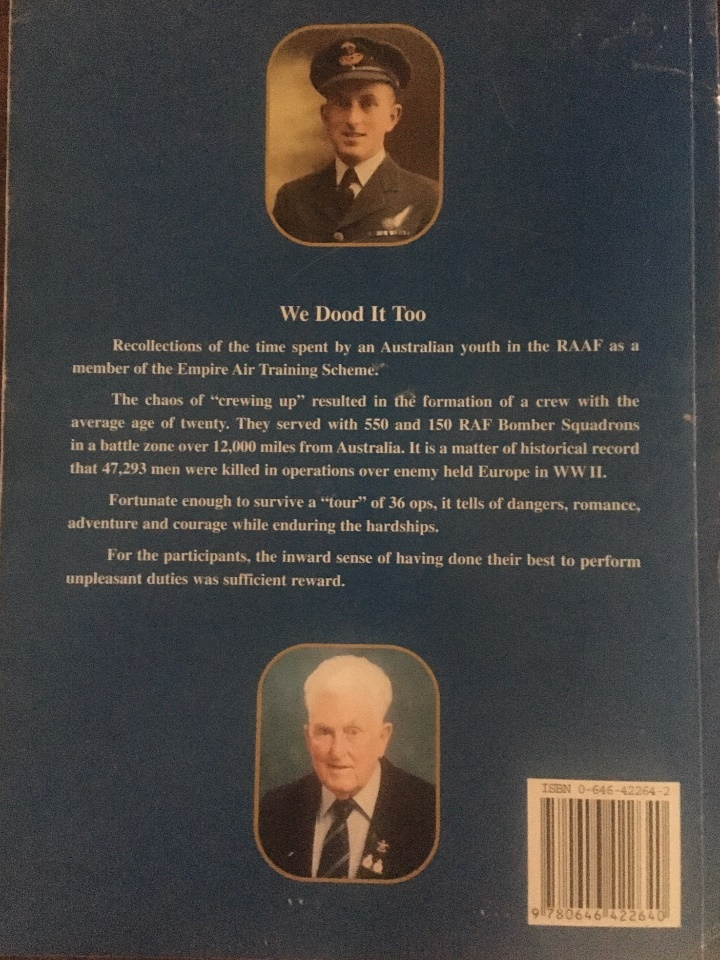 We Dood It Too
Recollections of the time spent by an Australian youth in the RAAF as a
member of the Empire Air Training Scheme.
The chaos of “crewing up” resulted in the formation of a crew with the
average age of twenty. They served with 550 and 150 RAF Bomber Squadrons
in a battle zone over 12,000 miles from Australia. It is a matter of historical record
that 47,293 men were killed in operations over enemy held Europe in WW II.
Fortunate enough to survive a “tour” of 36 ops, it tells of dangers, romance,
adventure and courage while enduring the hardships.
For the participants, the inward sense of having done their best to perform
unpleasant duties was sufficient reward.
ISBN 0-646-42264-2
9 780646 422640